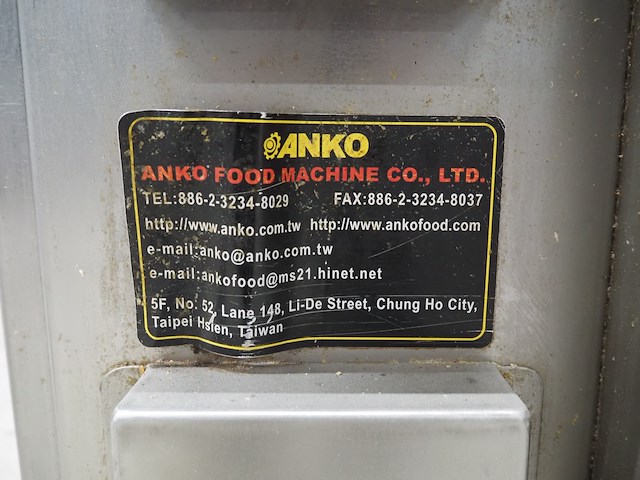 ANKO
ANKO FOOD MACHINE CO., LTD.
TEL:886-2-3234-8029 FAX:886-2-3234-8037
http://www.anko.com.tw http://www.ankofood.com
e-mail:anko@anko.com.tw
e-mail:ankofood@ms21.hinet.net
5F, No. 52, Lane 148, Li-De Street, Chung Ho City,
Taipei Hsien, Taiwan